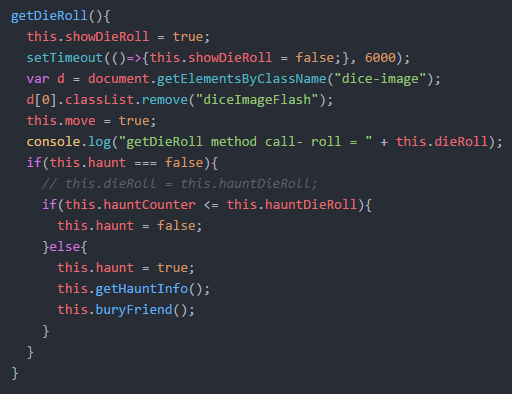 getDieRoll(){
  this.showDieRoll = true;
  setTimeout(()=>{this.showDieRoll = false;}, 6000);
  var d = document.getElementsByClassName("dice-image");
  d[0].classList.remove("diceImageFlash");
  this.move = true;
  console.log("getDieRoll method call- roll = " + this.dieRoll);
  if(this.haunt === false){
    // this.dieRoll = this.hauntDieRoll;
    if(this.hauntCounter <= this.hauntDieRoll){
      this.haunt = false;
    }else{
      this.haunt = true;
      this.getHauntInfo();
      this.buryFriend();
    }
  }
}